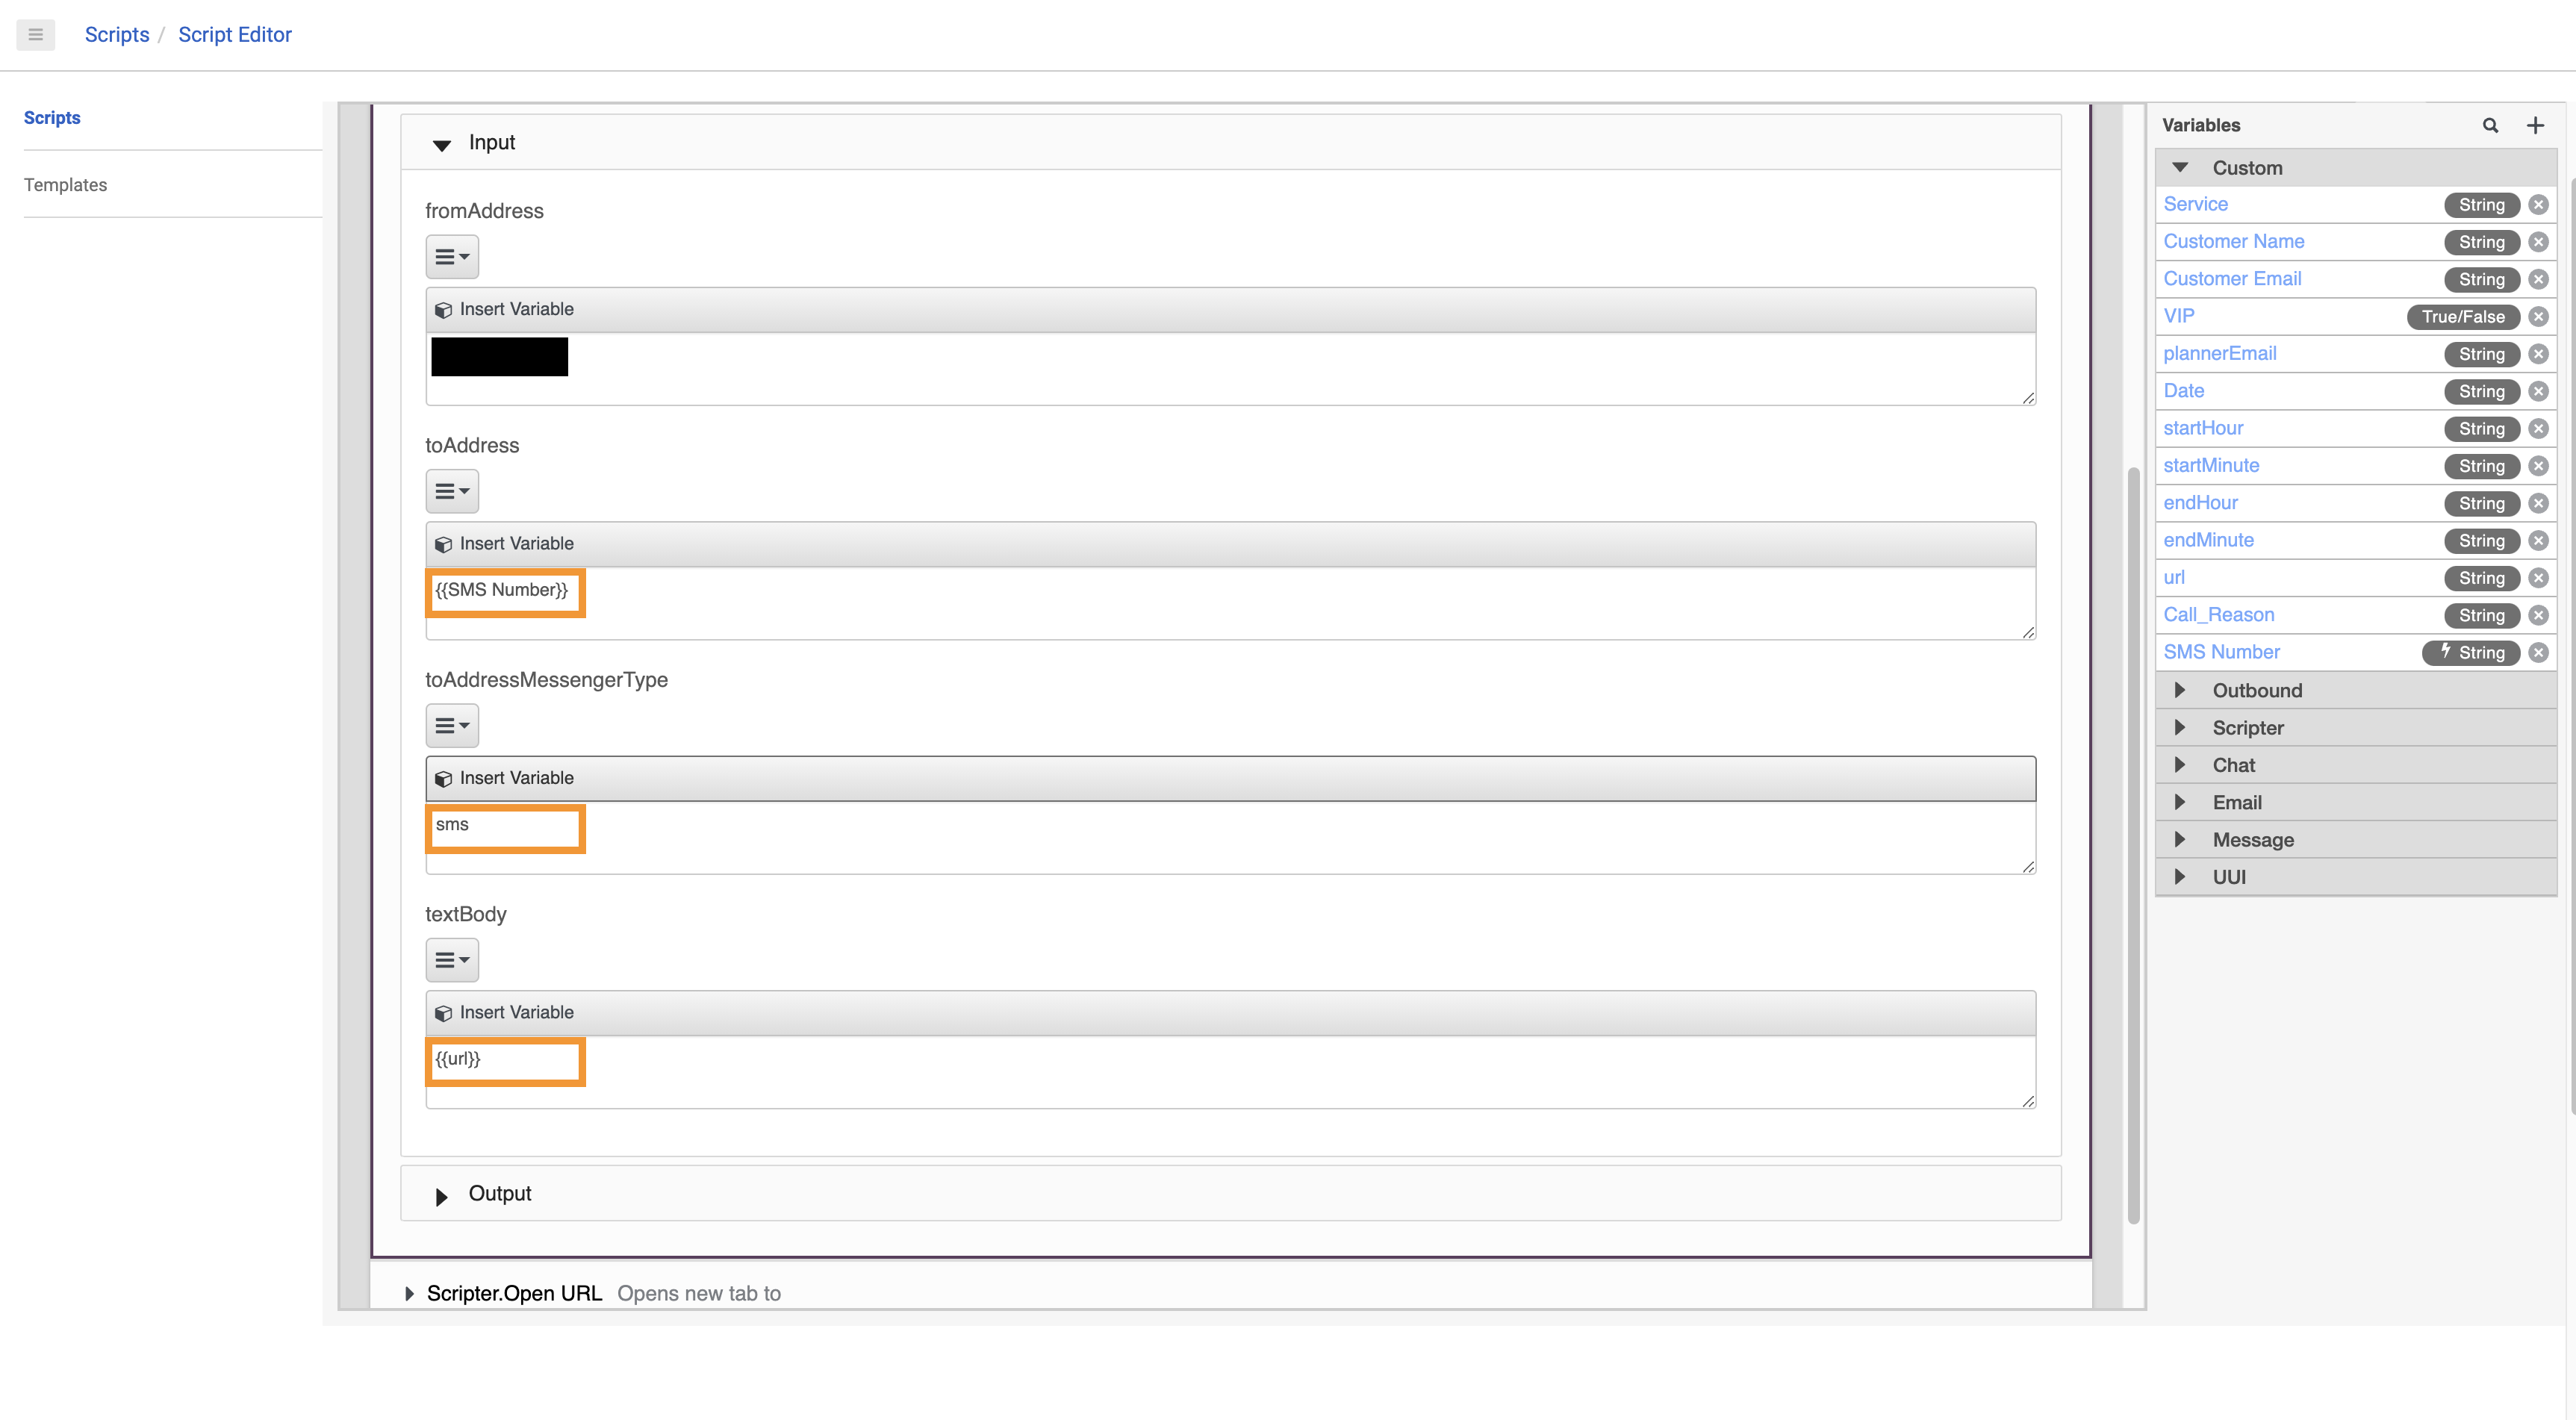 Scripts / Script Editor
Scripts
Templates
Input
fromAddress
Insert Variable
toAddress
Insert Variable
{{SMS Number}}
toAddressMessengerType
Insert Variable
sms
textBody
Insert Variable
{{url}}
Output
Scripter.Open URL Opens new tab to
Variables
Custom
Service String
Customer Name String
Customer Email String
VIP True/False
plannerEmail String
Date String
startHour String
startMinute String
endHour String
endMinute String
url String
Call_Reason String
SMS Number String
Outbound
Scripter
Chat
Email
Message
UUI